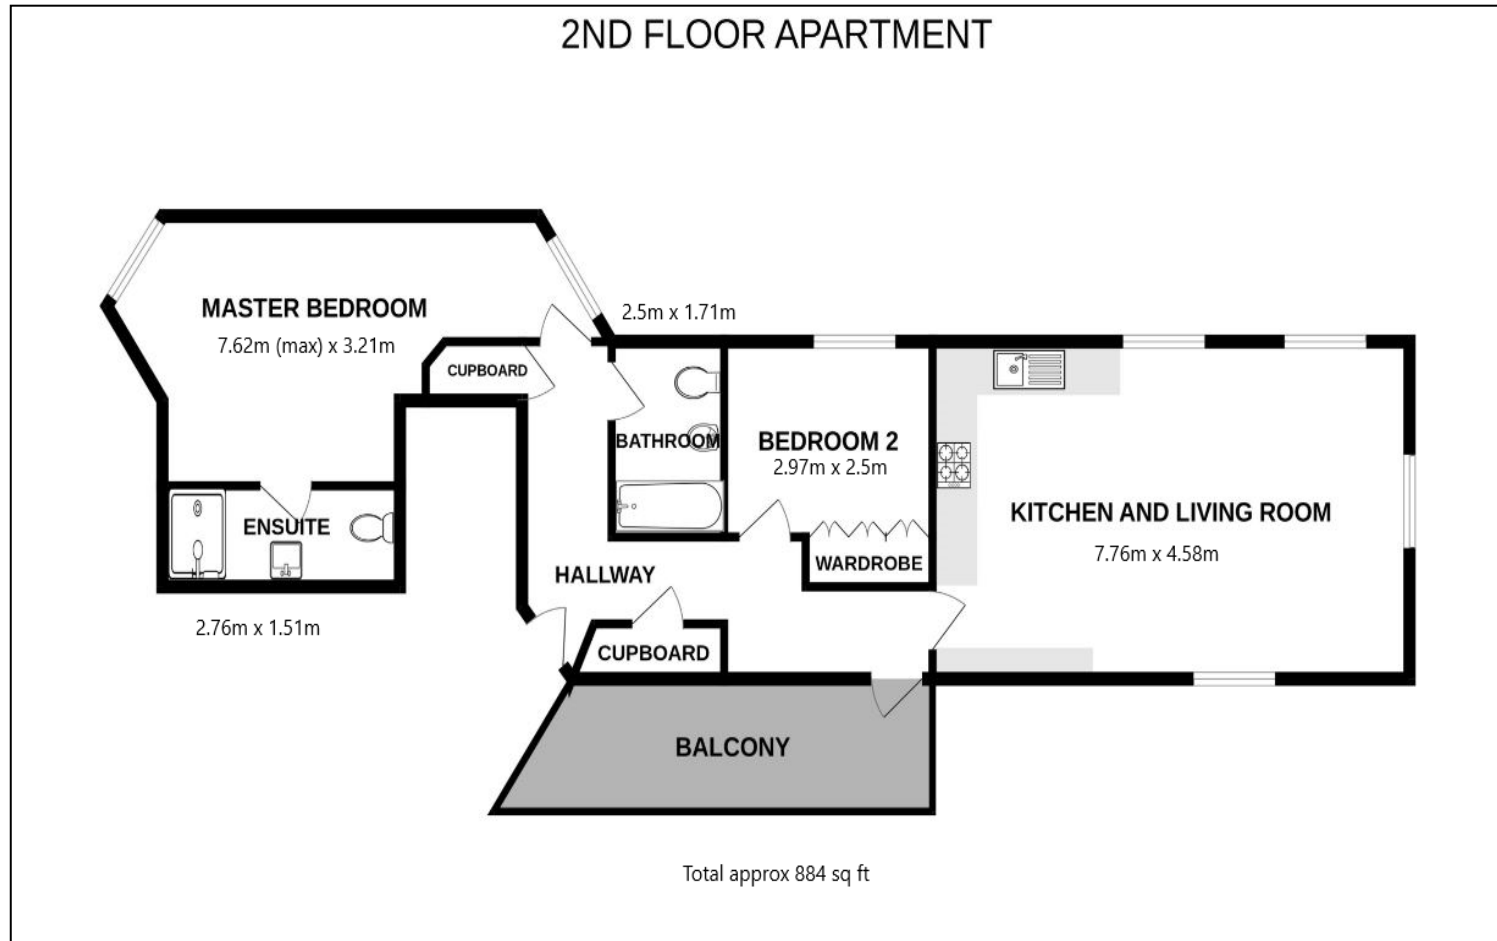 2ND FLOOR APARTMENT
2.5m x 1.71m
MASTER BEDROOM
7.62m (max) x 3.21m
CUPBOARD
BATHROOM
BEDROOM 2
2.97m x 2.5m
KITCHEN AND LIVING ROOM
7.76m x 4.58m
ENSUITE
2.76m x 1.51m
WARDROBE
HALLWAY
CUPBOARD
BALCONY
Total approx 884 sq ft